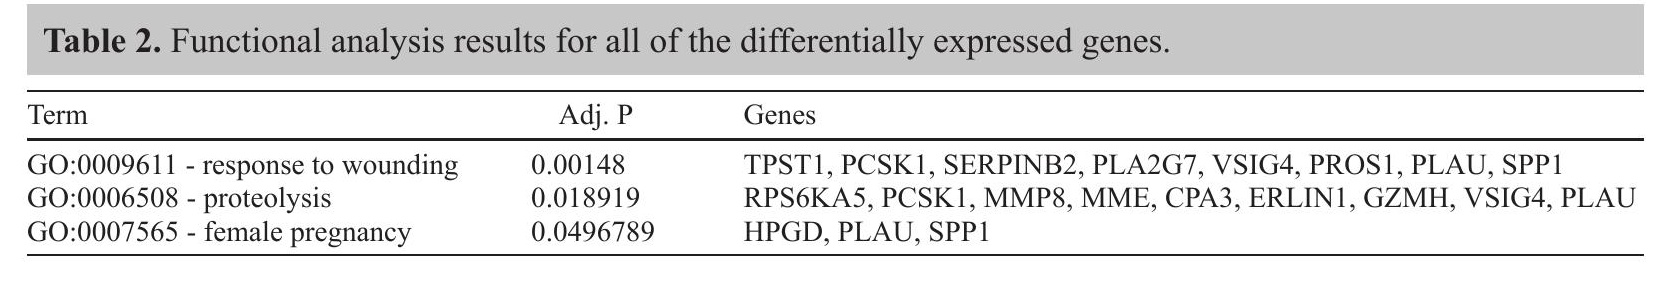 Table 2. Functional analysis results for all of the differentially expressed genes.
Term Adj. P Genes
GO:0009611 - response to wounding 0.00148 TPST1, PCSK1, SERPINB2, PLA2G7, VSIG4, PROS1, PLAU, SPP1
GO:0006508 - proteolysis 0.018919 RPS6KA5, PCSK1, MMP8, MME, CPA3, ERLIN1, GZMH, VSIG4, PLAU
GO:0007565 - female pregnancy 0.0496789 HPGD, PLAU, SPP1